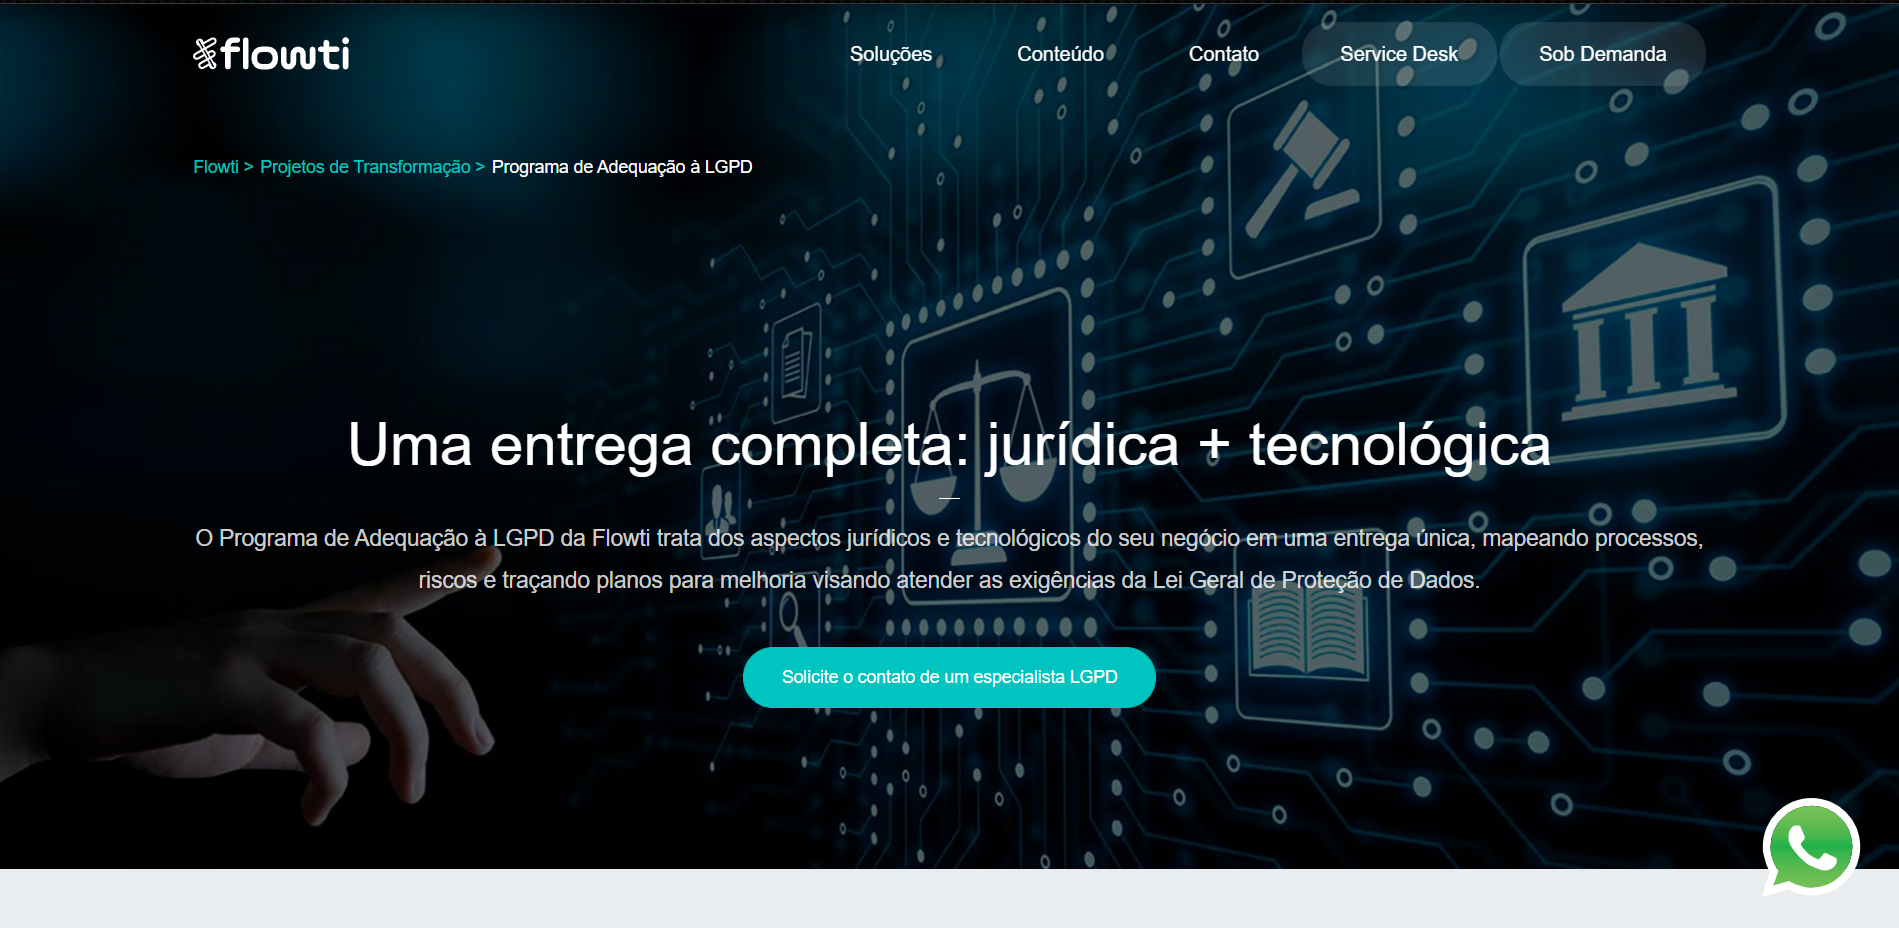 flowti
Soluções
Conteúdo
Contato
Service Desk
Sob Demanda
Flowti > Projetos de Transformação > Programa de Adequação à LGPD
Uma entrega completa: jurídica + tecnológica
O Programa de Adequação à LGPD da Flowti trata dos aspectos jurídicos e tecnológicos do seu negócio em uma entrega única, mapeando processos,
riscos e traçando planos para melhoria visando atender as exigências da Lei Geral de Proteção de Dados.
Solicite o contato de um especialista LGPD